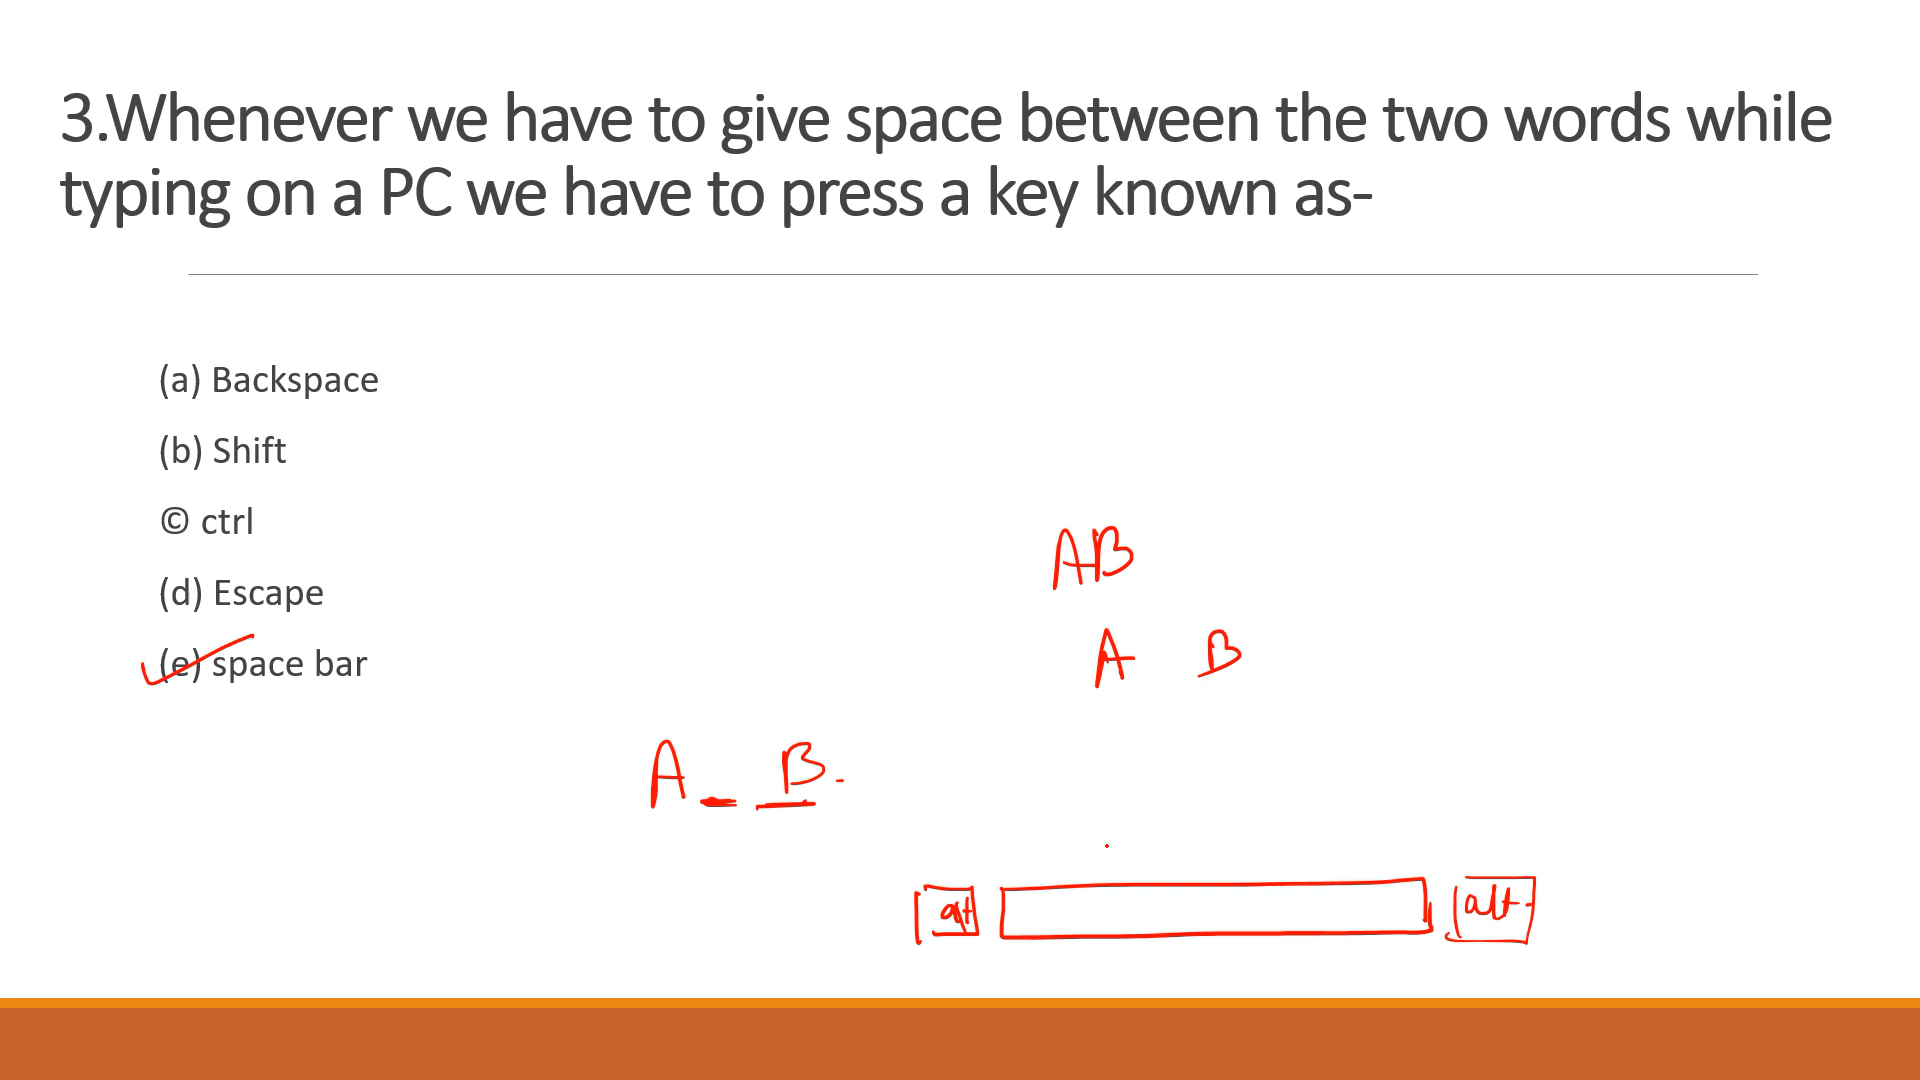 3.Whenever we have to give space between the two words while
typing on a PC we have to press a key known as-
(a) Backspace
(b) Shift
© ctrl
(d) Escape
(e) space bar
AB
A B
A _ B.
alt
alt